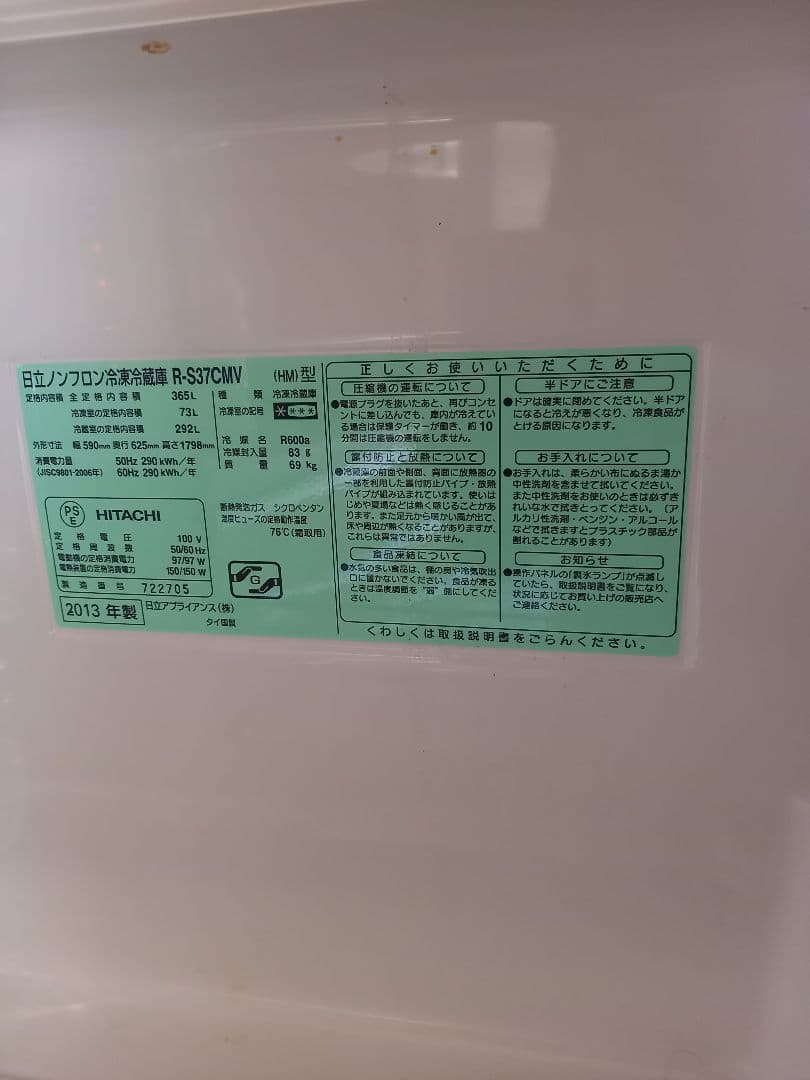 日立ノンフロン冷凍冷蔵庫 R-S37CMV (HM)型
定格内容積 全定格内容積 365L
冷凍室の定格内容積 73L
冷蔵室の定格内容積 292L
外形寸法 幅590mm 奥行625mm 高さ1798mm
消費電力量 50Hz 290 kWh/年
(JISC9801-2006年) 60Hz 290 kWh/年
種類 冷凍冷蔵庫
冷凍室の記号 ****
冷媒名 R600a
冷媒封入量 83 g
質量 69 kg
PS
E
HITACHI
定格電圧 100 V
定格周波数 50/60 Hz
電動機の定格消費電力 97/97 W
電熱装置の定格消費電力 150/150 W
製造番号 722705
2013 年製
日立アプライアンス(株)
タイ国製
断熱発泡ガス シクロペンタン
温度ヒューズの定格動作温度
76℃(霜取用)
G
正しくお使いいただくために
圧縮機の運転について
●電源プラグを抜いたあと、再びコンセ
ントに差し込んでも、庫内が冷えてい
る場合は保護タイマーが働き、約10
分間は圧縮機の運転をしません。
露付防止と放熱について
●冷蔵庫の前面や側面、背面に放熱器の
一部を利用した露付防止パイプ・放熱
パイプが組み込まれています。使いは
じめや夏場などは熱く感じることがあ
ります。また足元から暖かい風が出て、
床や周辺が熱くなることがありますが、
これらは異常ではありません。
食品凍結について
●水気の多い食品は、棚の奥や冷気吹出
口に置かないでください。食品が凍る
ときは温度調節を"弱"側にしてくだ
さい。
半ドアにご注意
●ドアは確実に閉めてください。半ドア
になると冷えが悪くなり、冷凍食品が
とける原因になります。
お手入れについて
●お手入れは、柔らかい布にぬるま湯か
中性洗剤を含ませて拭いてください。
また中性洗剤をお使いのときは必ずき
れいな水で拭きとってください。(ア
ルカリ性洗剤・ベンジン・アルコール
などで拭きますとプラスチック部品が
割れることがあります)
お知らせ
●操作パネルの「製氷ランプ」が点滅し
ていたら、取扱説明書をご覧になり、
状況に応じてお買い上げの販売店へ
ご連絡ください。
くわしくは取扱説明書をごらんください。